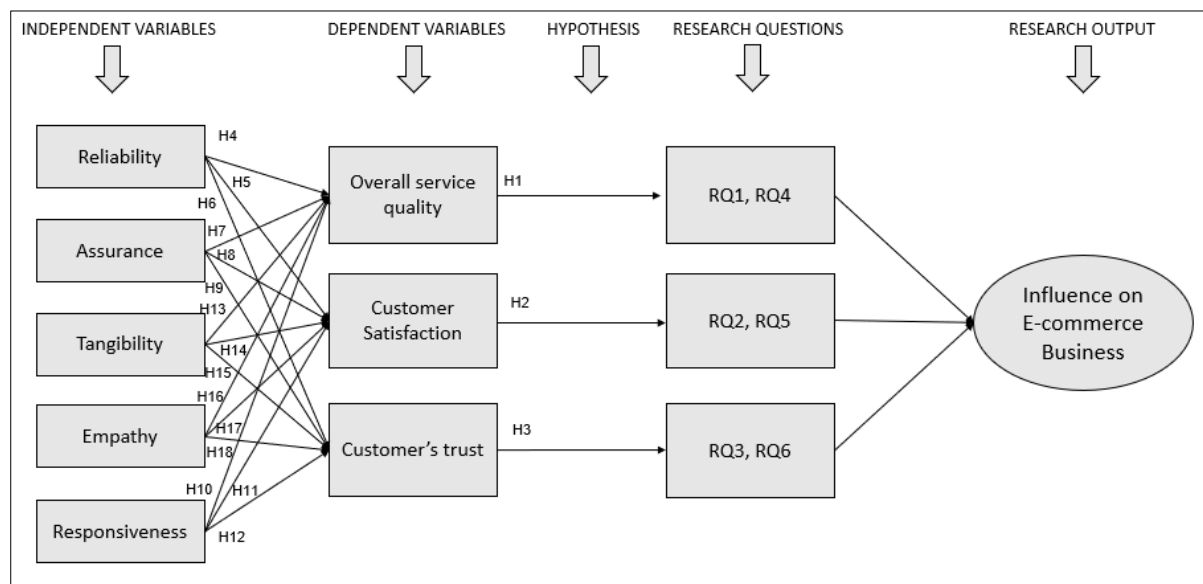 INDEPENDENT VARIABLES
DEPENDENT VARIABLES
HYPOTHESIS
RESEARCH QUESTIONS
RESEARCH OUTPUT
Reliability
Assurance
Tangibility
Empathy
Responsiveness
H4
H5
H6
H7
H8
H9
H13
H14
H15
H16
H17
H18
H10
H11
H12
Overall service
quality
Customer
Satisfaction
Customer’s trust
H1
H2
H3
RQ1, RQ4
RQ2, RQ5
RQ3, RQ6
Influence on
E-commerce
Business